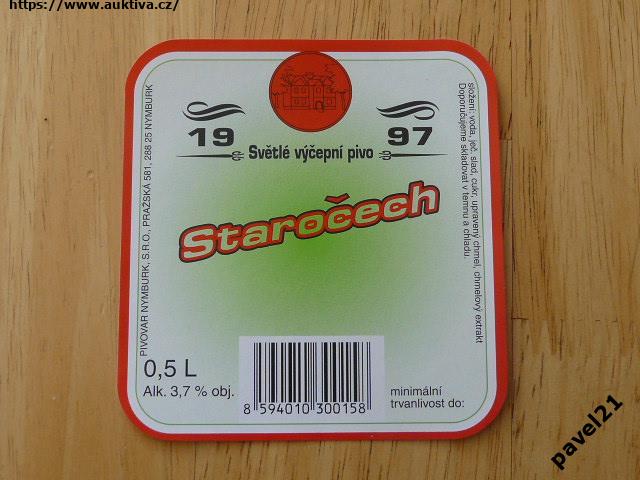 https://www.auktiva.cz/
19 97
Světlé výčepní pivo
Staročech
PIVOVAR NYMBURK, S.R.O., PRAŽSKÁ 581, 288 25 NYMBURK
složení: voda, ječ. slad, cukr, upravený chmel, chmelový extrakt
Doporučujeme skladovat v temnu a chladu.
0,5 L
Alk. 3,7 % obj.
8 594010 300158
minimální
trvanlivost do:
pavel21